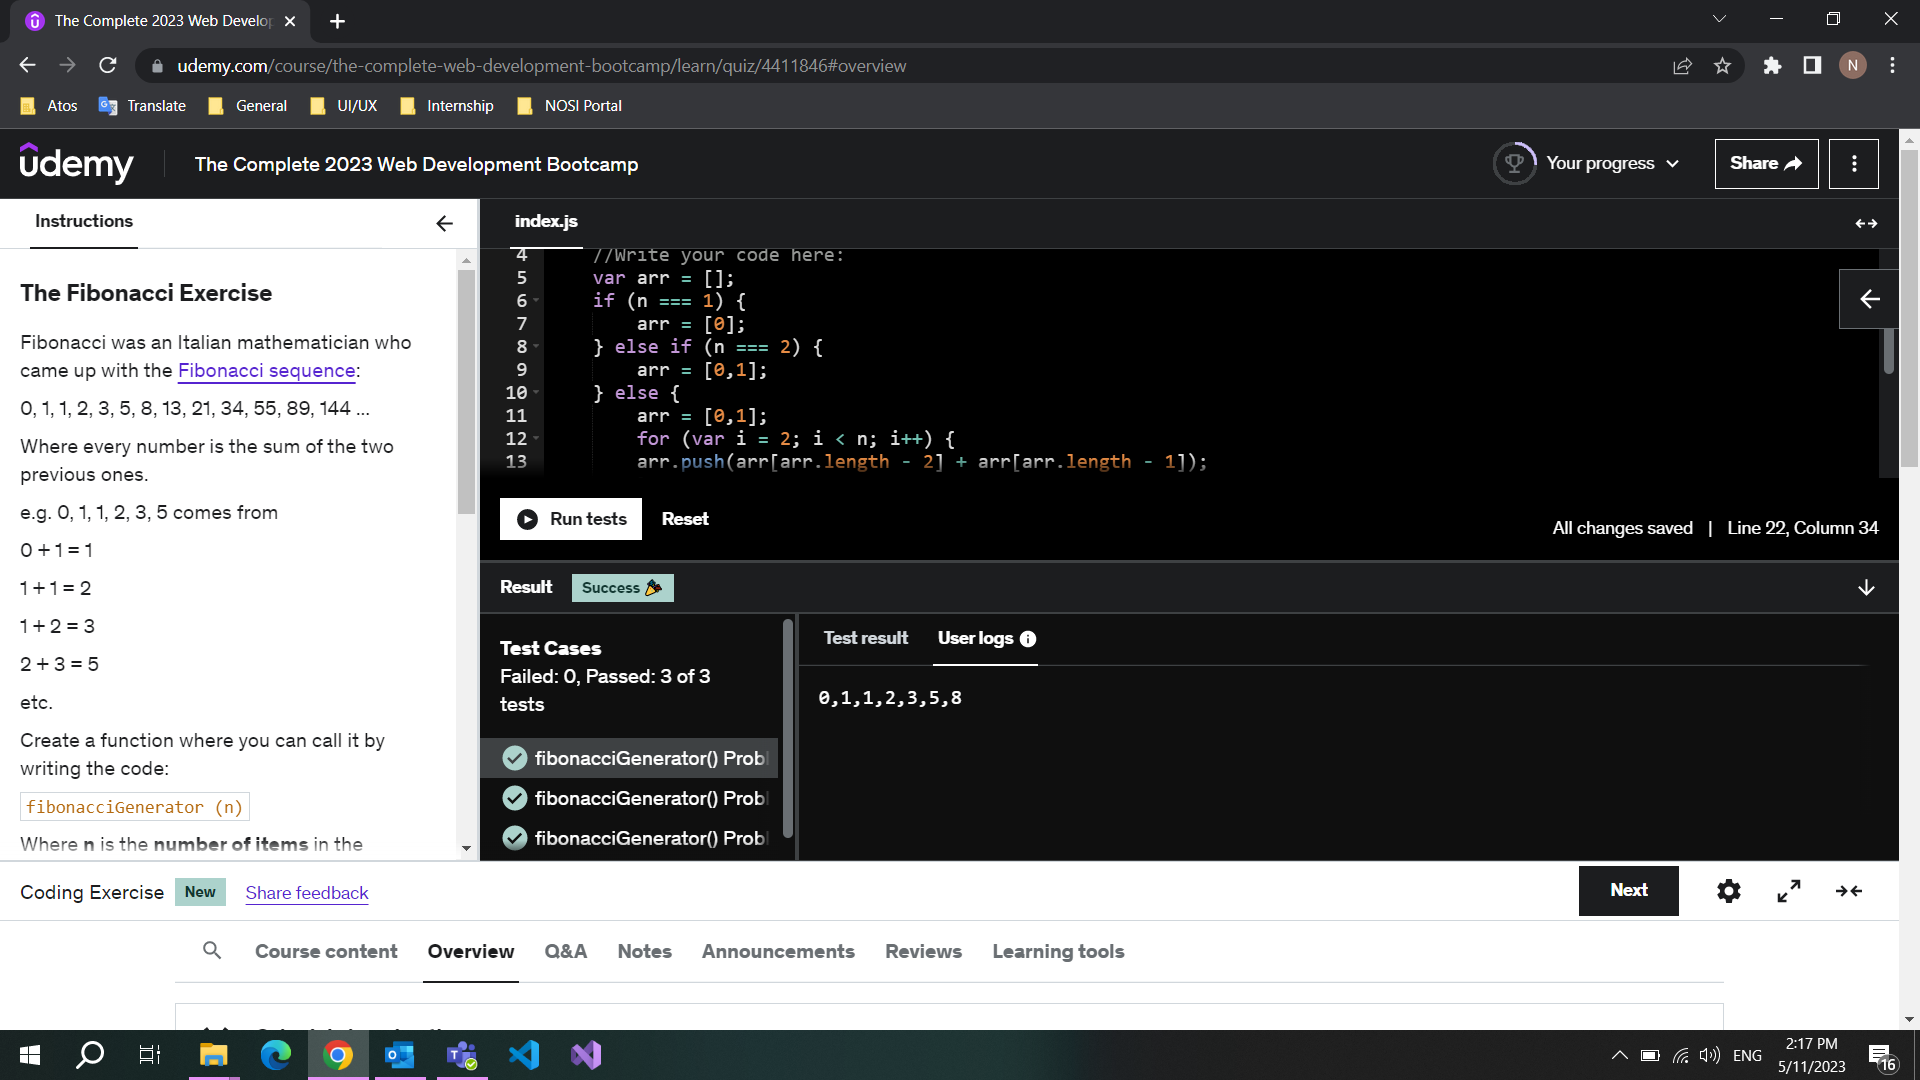 The Complete 2023 Web Develop
udemy.com/course/the-complete-web-development-bootcamp/learn/quiz/4411846#overview
N
Atos
Translate
General
UI/UX
Internship
NOSI Portal
udemy
The Complete 2023 Web Development Bootcamp
Your progress
Share
Instructions
The Fibonacci Exercise
Fibonacci was an Italian mathematician who
came up with the Fibonacci sequence:
0, 1, 1, 2, 3, 5, 8, 13, 21, 34, 55, 89, 144 ...
Where every number is the sum of the two
previous ones.
e.g. 0, 1, 1, 2, 3, 5 comes from
0 + 1 = 1
1 + 1 = 2
1 + 2 = 3
2 + 3 = 5
etc.
Create a function where you can call it by
writing the code:
fibonacciGenerator (n)
Where n is the number of items in the
index.js
4 //Write your code here:
5 var arr = [];
6 if (n === 1) {
7 arr = [0];
8 } else if (n === 2) {
9 arr = [0,1];
10 } else {
11 arr = [0,1];
12 for (var i = 2; i < n; i++) {
13 arr.push(arr[arr.length - 2] + arr[arr.length - 1]);
Run tests
Reset
All changes saved | Line 22, Column 34
Result
Success
Test Cases
Failed: 0, Passed: 3 of 3
tests
fibonacciGenerator() Probl
fibonacciGenerator() Probl
fibonacciGenerator() Probl
Test result
User logs
0,1,1,2,3,5,8
Coding Exercise
New
Share feedback
Next
Course content
Overview
Q&A
Notes
Announcements
Reviews
Learning tools
ENG
2:17 PM
5/11/2023
16